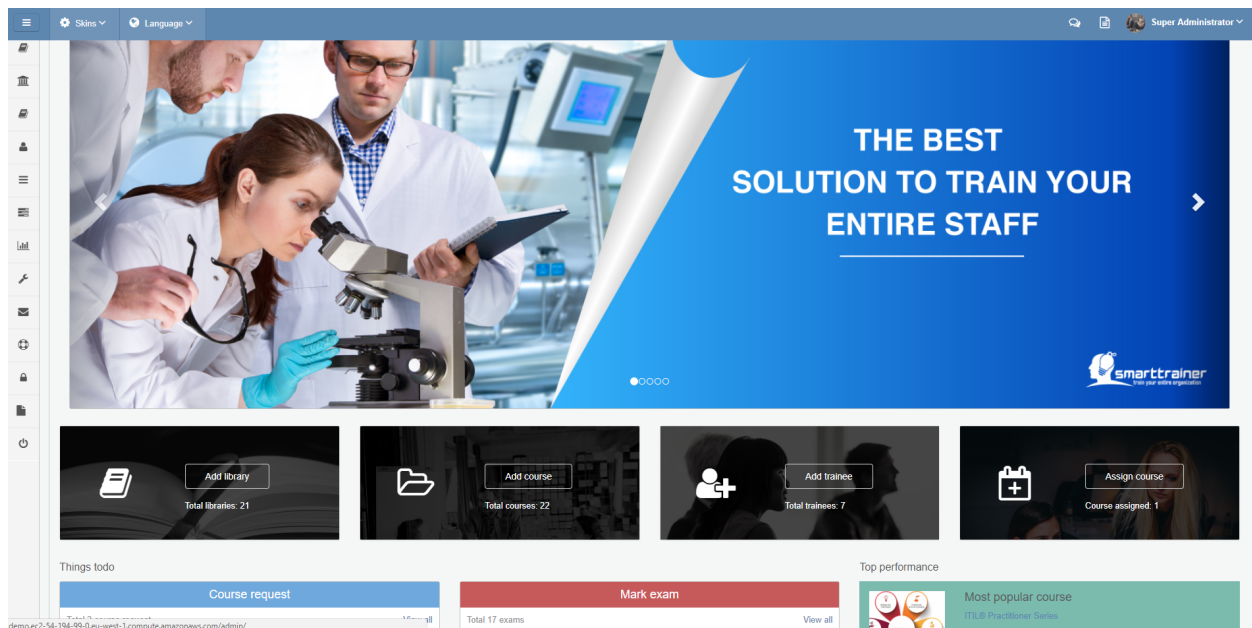 Skins
Language
Super Administrator
THE BEST
SOLUTION TO TRAIN YOUR
ENTIRE STAFF
smarttrainer
train your entire organization
Add library
Total libraries: 21
Add course
Total courses: 22
Add trainee
Total trainees: 7
Assign course
Course assigned: 1
Things todo
Top performance
Course request
Mark exam
Most popular course
ITIL® Practitioner Series
View all
Total 17 exams
View all
demo.ec2-54-194-99-0.eu-west-1.compute.amazonaws.com/admin/